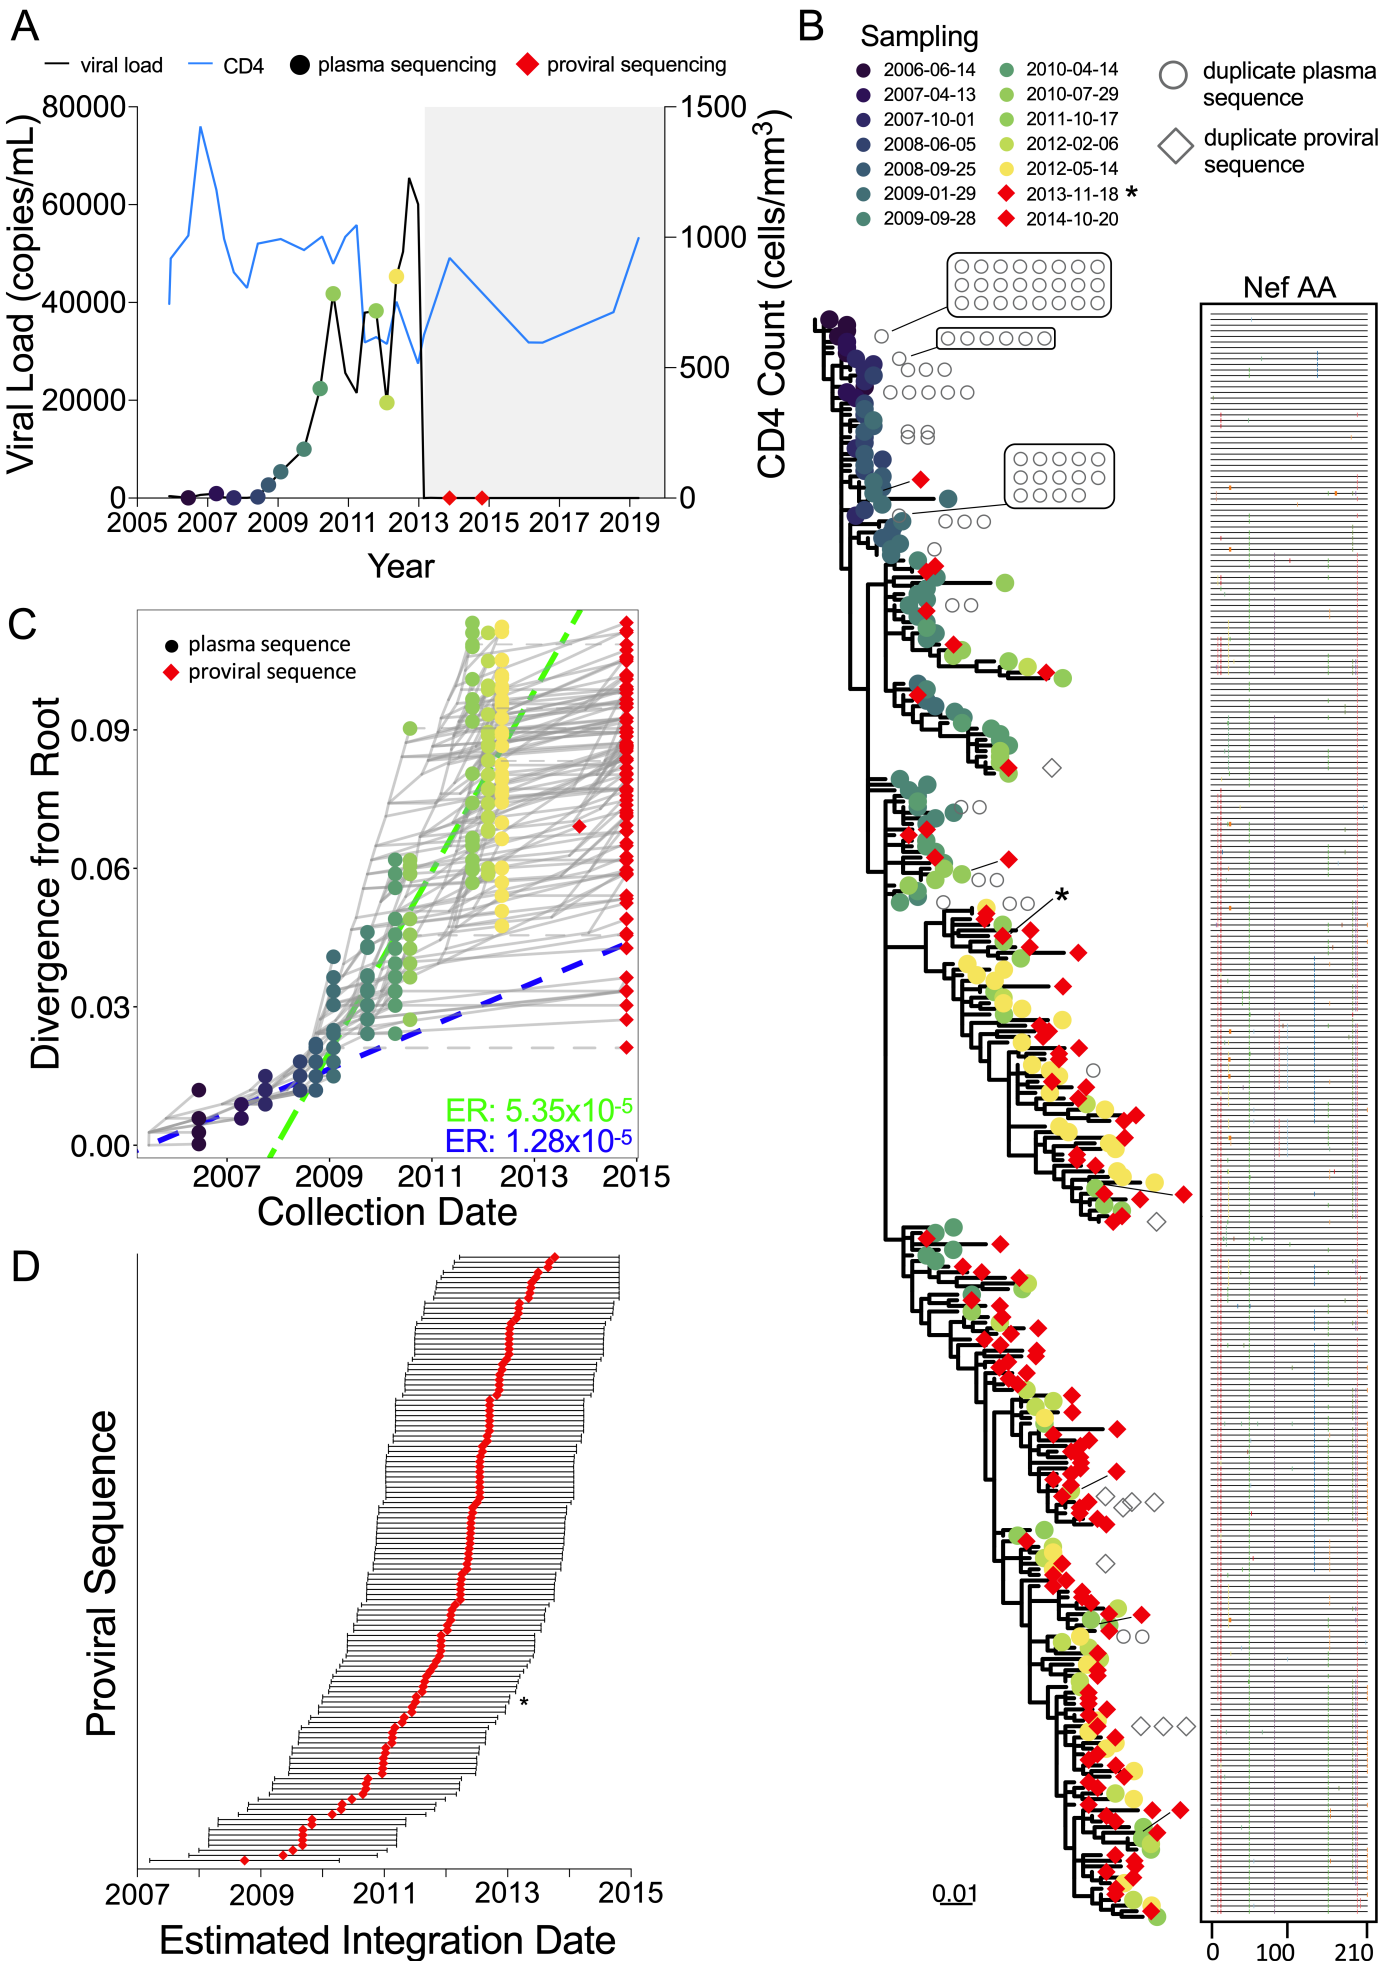 A
viral load
CD4
plasma sequencing
proviral sequencing
80000
60000
40000
20000
0
Viral Load (copies/mL)
1500
1000
500
0
CD4 Count (cells/mm³)
2005
2007
2009
2011
2013
2015
2017
2019
Year
B
Sampling
2006-06-14
2007-04-13
2007-10-01
2008-06-05
2008-09-25
2009-01-29
2009-09-28
2010-04-14
2010-07-29
2011-10-17
2012-02-06
2012-05-14
2013-11-18 *
2014-10-20
duplicate plasma
sequence
duplicate proviral
sequence
Nef AA
*
0.01
0
100
210
C
plasma sequence
proviral sequence
0.09
0.06
0.03
0.00
Divergence from Root
ER: 5.35x10⁻⁵
ER: 1.28x10⁻⁵
2007
2009
2011
2013
2015
Collection Date
D
Proviral Sequence
*
2007
2009
2011
2013
2015
Estimated Integration Date